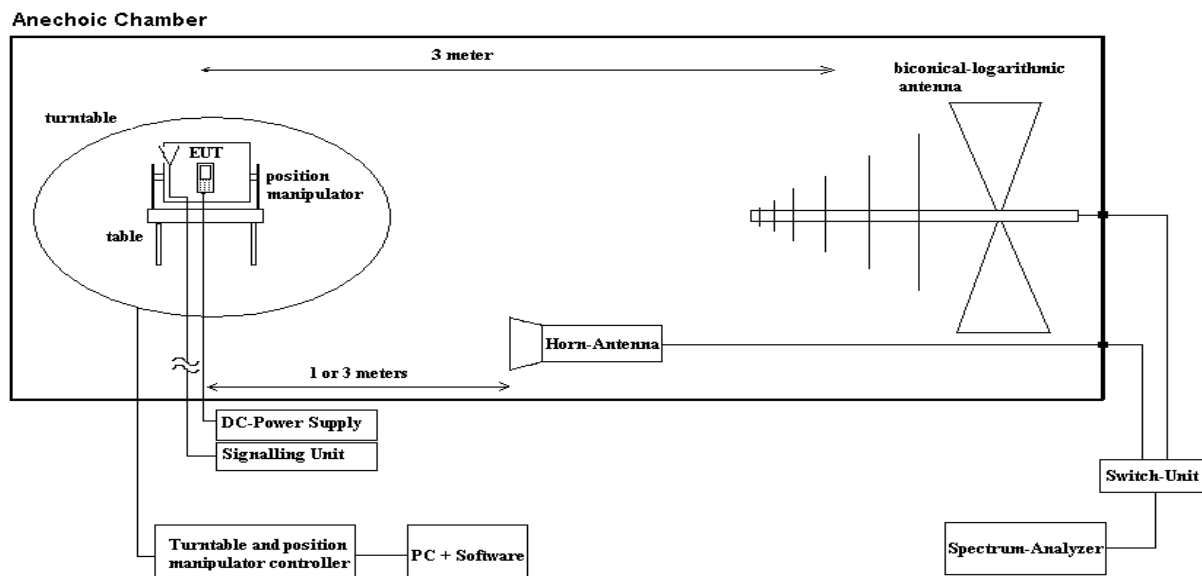 Anechoic Chamber
3 meter
biconical-logarithmic
antenna
turntable
EUT
position
manipulator
table
Horn-Antenna
1 or 3 meters
DC-Power Supply
Signalling Unit
Switch-Unit
Turntable and position
manipulator controller
PC + Software
Spectrum-Analyzer